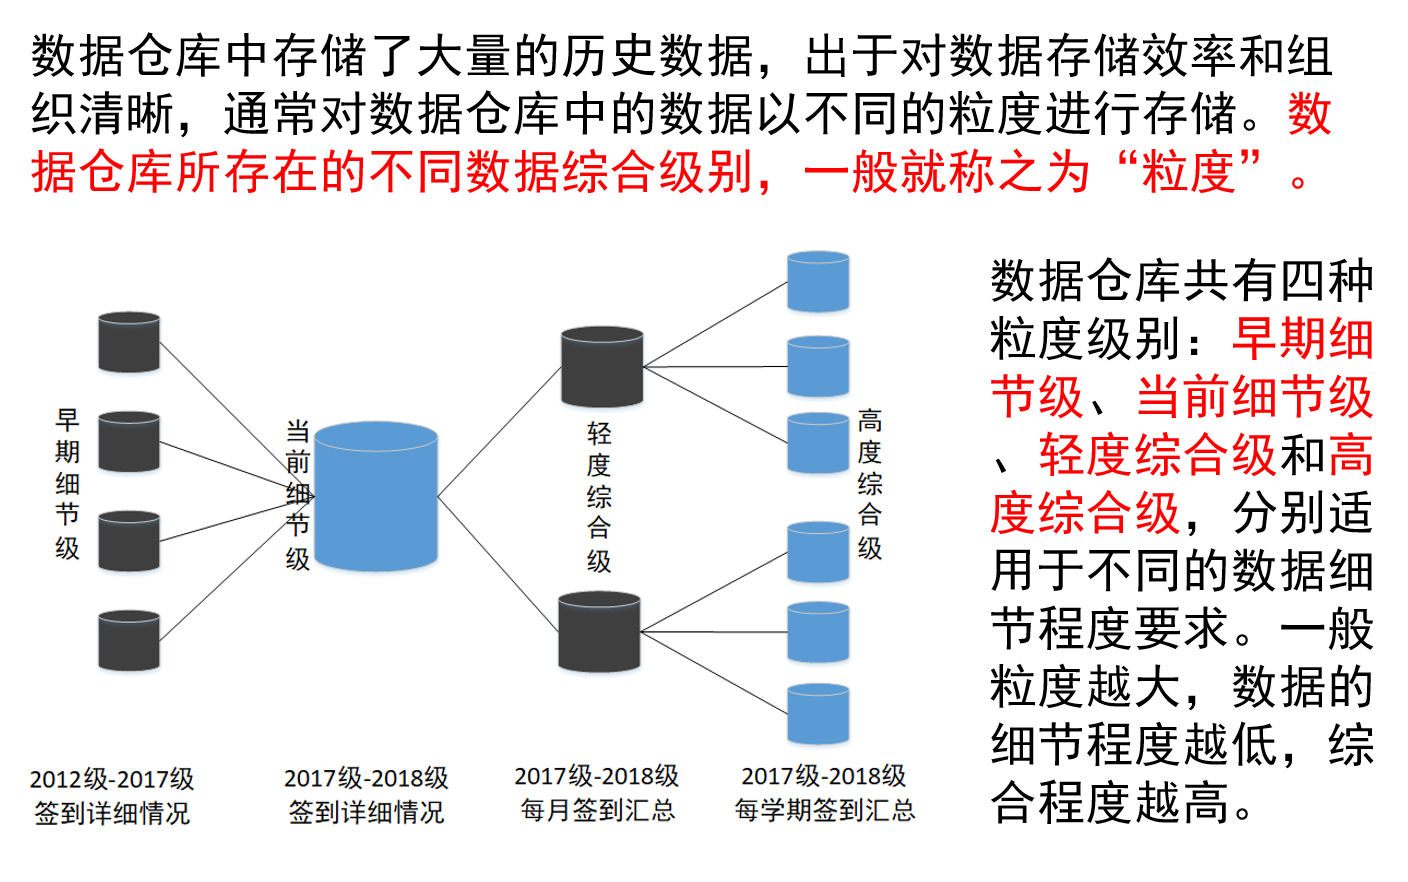 数据仓库中存储了大量的历史数据，出于对数据存储效率和组
织清晰，通常对数据仓库中的数据以不同的粒度进行存储。数
据仓库所存在的不同数据综合级别，一般就称之为“粒度”。
早期细节级
当前细节级
轻度综合级
高度综合级
2012级-2017级
签到详细情况
2017级-2018级
签到详细情况
2017级-2018级
每月签到汇总
2017级-2018级
每学期签到汇总
数据仓库共有四种
粒度级别：早期细
节级、当前细节级
、轻度综合级和高
度综合级，分别适
用于不同的数据细
节程度要求。一般
粒度越大，数据的
细节程度越低，综
合程度越高。